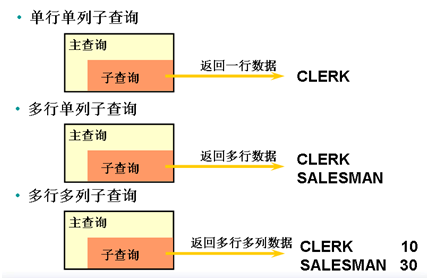 • 单行单列子查询
主查询
子查询
返回一行数据
CLERK
• 多行单列子查询
主查询
子查询
返回多行数据
CLERK
SALESMAN
• 多行多列子查询
主查询
子查询
返回多行多列数据
CLERK 10
SALESMAN 30